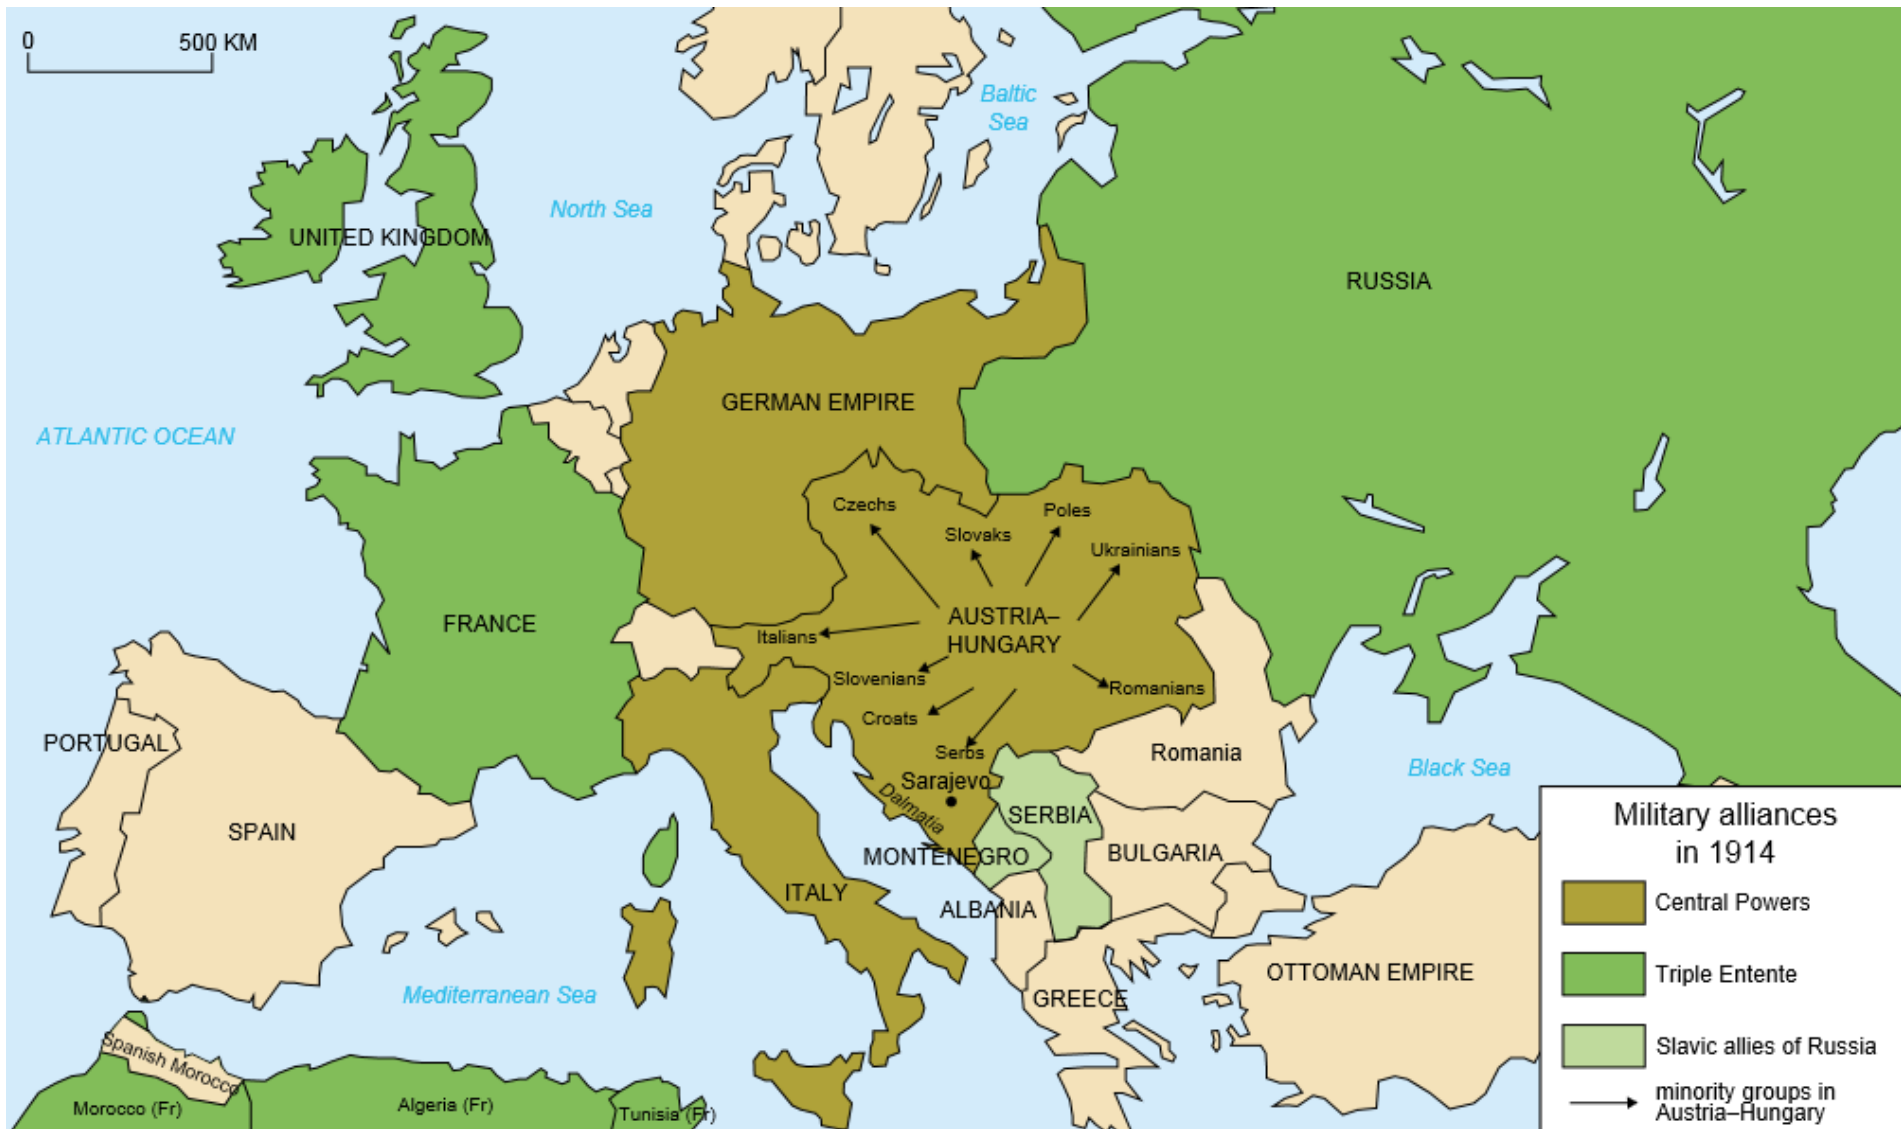 0 500 KM
Baltic
Sea
North Sea
UNITED KINGDOM
RUSSIA
GERMAN EMPIRE
ATLANTIC OCEAN
Czechs
Poles
Slovaks
Ukrainians
AUSTRIA–
HUNGARY
FRANCE
Italians
Slovenians
Romanians
Croats
PORTUGAL
Serbs
Romania
Black Sea
Sarajevo
Dalmatia
SERBIA
SPAIN
MONTENEGRO
BULGARIA
ITALY
ALBANIA
OTTOMAN EMPIRE
Mediterranean Sea
GREECE
Spanish Morocco
Morocco (Fr)
Algeria (Fr)
Tunisia (Fr)
Military alliances
in 1914
Central Powers
Triple Entente
Slavic allies of Russia
minority groups in
Austria–Hungary